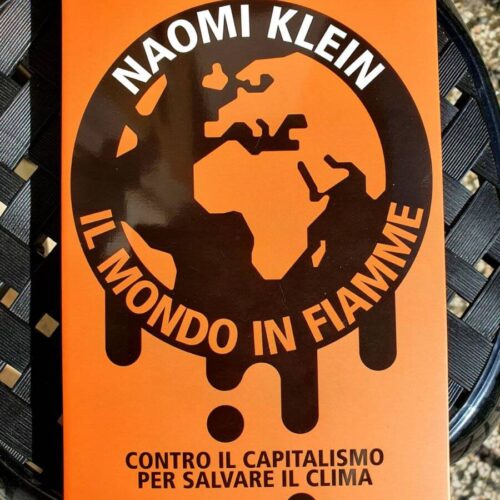 NAOMI KLEIN
IL MONDO IN FIAMME
CONTRO IL CAPITALISMO
PER SALVARE IL CLIMA